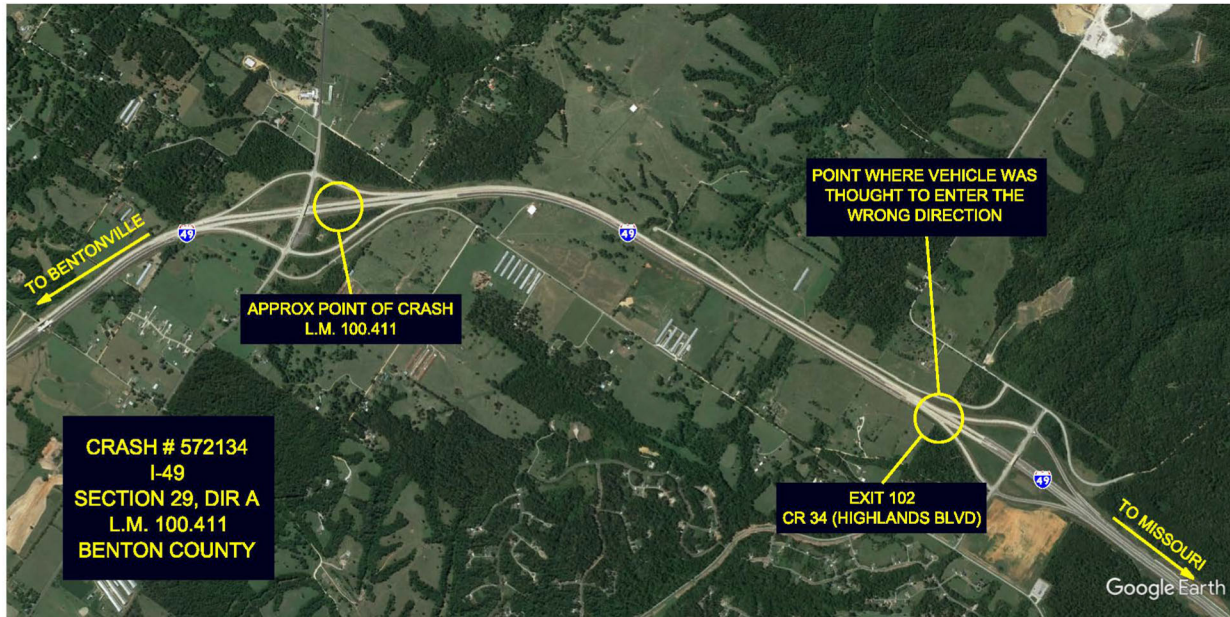 POINT WHERE VEHICLE WAS
THOUGHT TO ENTER THE
WRONG DIRECTION
49
49
TO BENTONVILLE
APPROX POINT OF CRASH
L.M. 100.411
CRASH # 572134
I-49
SECTION 29, DIR A
L.M. 100.411
BENTON COUNTY
49
EXIT 102
CR 34 (HIGHLANDS BLVD)
TO MISSOURI
Google Earth